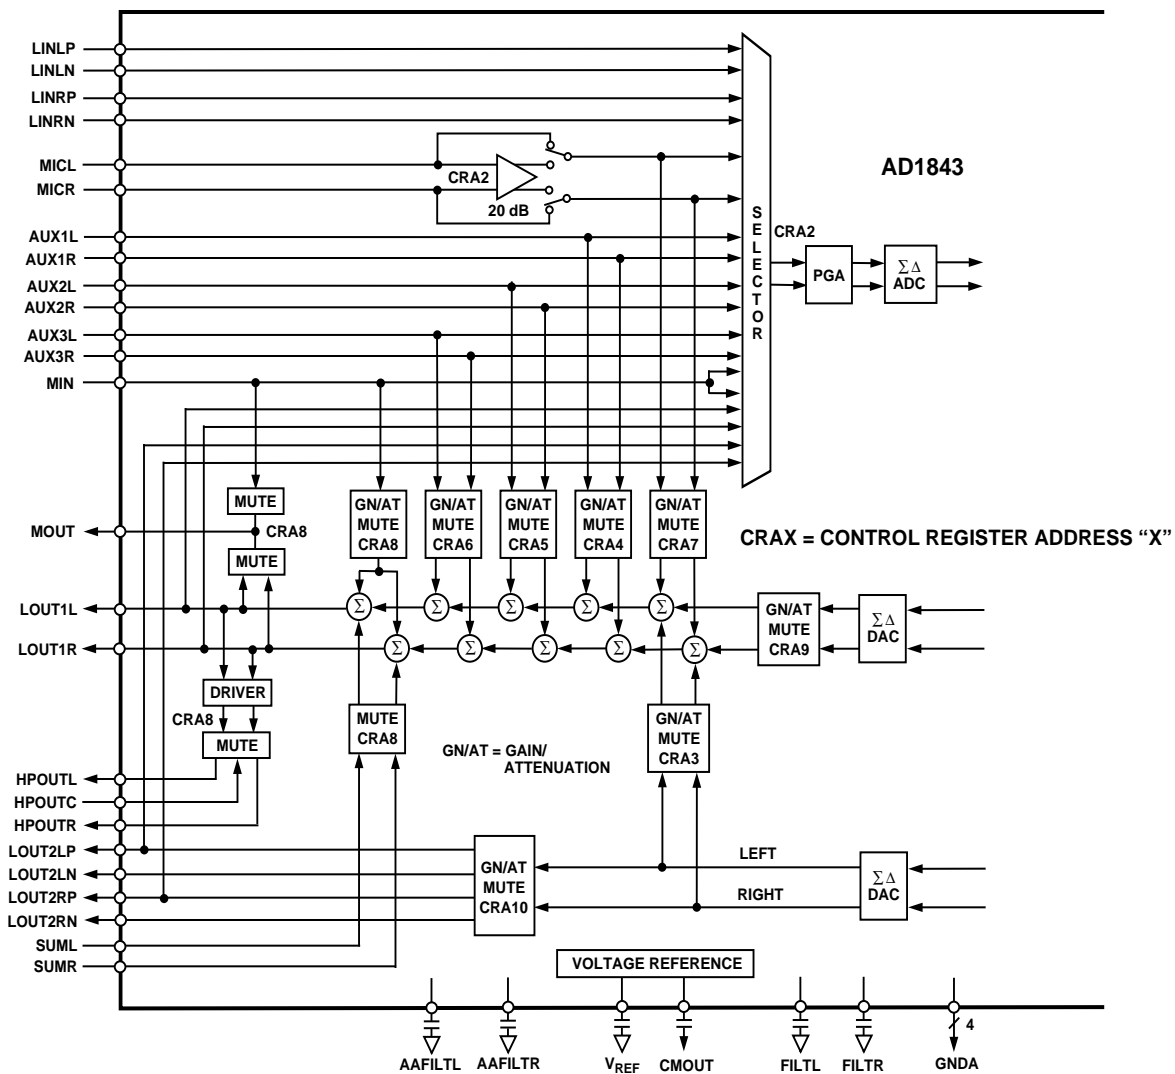 LINLP
LINLN
LINRP
LINRN
MICL
MICR
AUX1L
AUX1R
AUX2L
AUX2R
AUX3L
AUX3R
MIN
MOUT
LOUT1L
LOUT1R
HPOUTL
HPOUTC
HPOUTR
LOUT2LP
LOUT2LN
LOUT2RP
LOUT2RN
SUML
SUMR
CRA2
20 dB
SELECTOR
AD1843
CRA2
PGA
ΣΔ
ADC
MUTE
CRA8
MUTE
GN/AT
MUTE
CRA8
GN/AT
MUTE
CRA6
GN/AT
MUTE
CRA5
GN/AT
MUTE
CRA4
GN/AT
MUTE
CRA7
CRAX = CONTROL REGISTER ADDRESS “X”
Σ
Σ
Σ
Σ
Σ
Σ
Σ
Σ
Σ
Σ
GN/AT
MUTE
CRA9
ΣΔ
DAC
DRIVER
CRA8
MUTE
MUTE
CRA8
GN/AT = GAIN/
ATTENUATION
GN/AT
MUTE
CRA3
GN/AT
MUTE
CRA10
LEFT
RIGHT
ΣΔ
DAC
VOLTAGE REFERENCE
4
AAFILTL
AAFILTR
VREF
CMOUT
FILTL
FILTR
GNDA